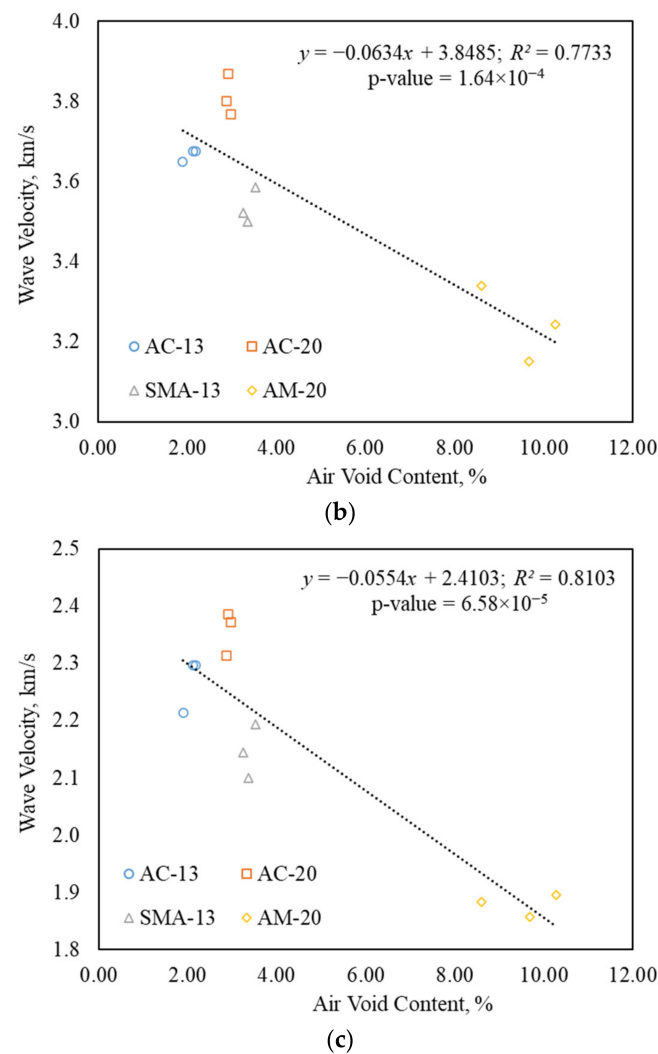 4.0
y = −0.0634x + 3.8485; R² = 0.7733
p-value = 1.64×10⁻⁴
3.8
3.6
3.4
3.2
3.0
Wave Velocity, km/s
AC-13
AC-20
SMA-13
AM-20
0.00 2.00 4.00 6.00 8.00 10.00 12.00
Air Void Content, %
(b)
2.5
y = −0.0554x + 2.4103; R² = 0.8103
p-value = 6.58×10⁻⁵
2.4
2.3
2.2
2.1
2.0
1.9
1.8
Wave Velocity, km/s
AC-13
AC-20
SMA-13
AM-20
0.00 2.00 4.00 6.00 8.00 10.00 12.00
Air Void Content, %
(c)